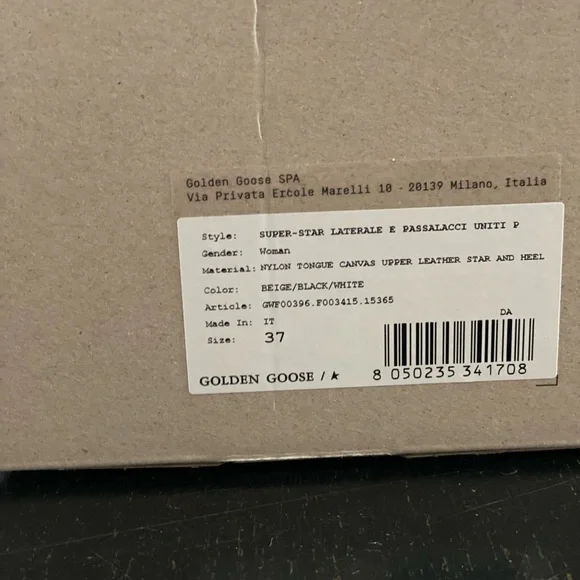 Golden Goose SPA
Via Privata Ercole Marelli 10 - 20139 Milano, Italia
Style: SUPER-STAR LATERALE E PASSALACCI UNITI P
Gender: Woman
Material: NYLON TONGUE CANVAS UPPER LEATHER STAR AND HEEL
Color: BEIGE/BLACK/WHITE
Article: GWF00396.F003415.15365
Made In: IT
Size: 37
DA
GOLDEN GOOSE / ★
8 050235 341708